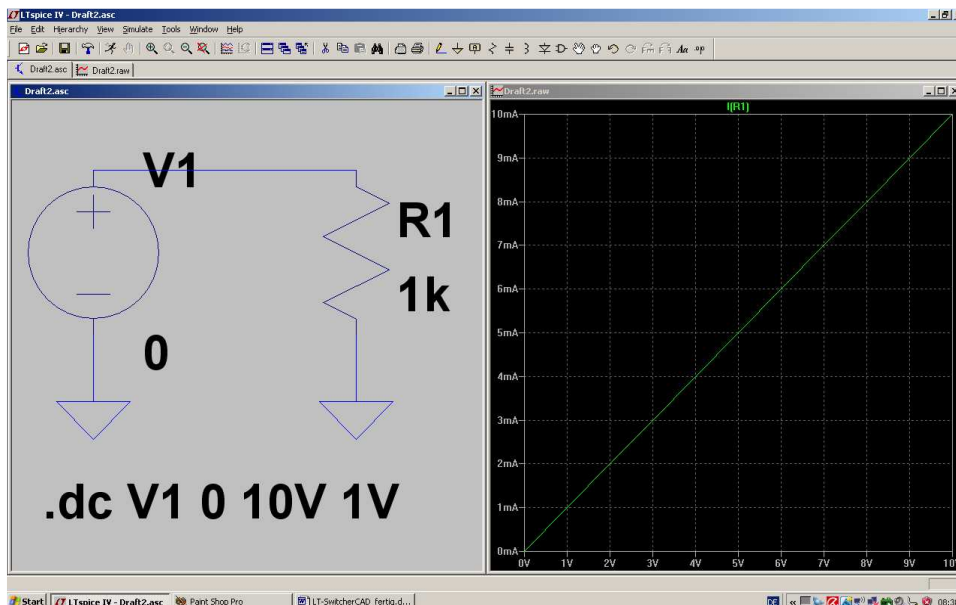 LTspice IV - Draft2.asc
File Edit Hierarchy View Simulate Tools Window Help
Draft2.asc Draft2.raw
Draft2.asc
V1
R1
1k
0
.dc V1 0 10V 1V
Draft2.raw
I(R1)
10mA
9mA
8mA
7mA
6mA
5mA
4mA
3mA
2mA
1mA
0mA
0V 1V 2V 3V 4V 5V 6V 7V 8V 9V
Start LTspice IV - Draft2.asc Paint Shop Pro LT-SwitcherCAD_fertig.d... DE